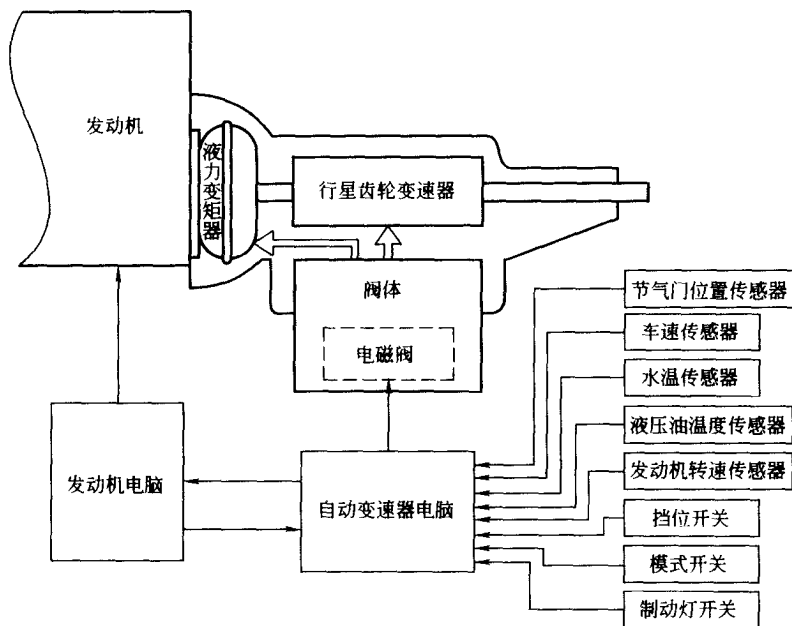 发动机
液力变矩器
行星齿轮变速器
阀体
电磁阀
节气门位置传感器
车速传感器
水温传感器
液压油温度传感器
发动机转速传感器
挡位开关
模式开关
制动灯开关
发动机电脑
自动变速器电脑